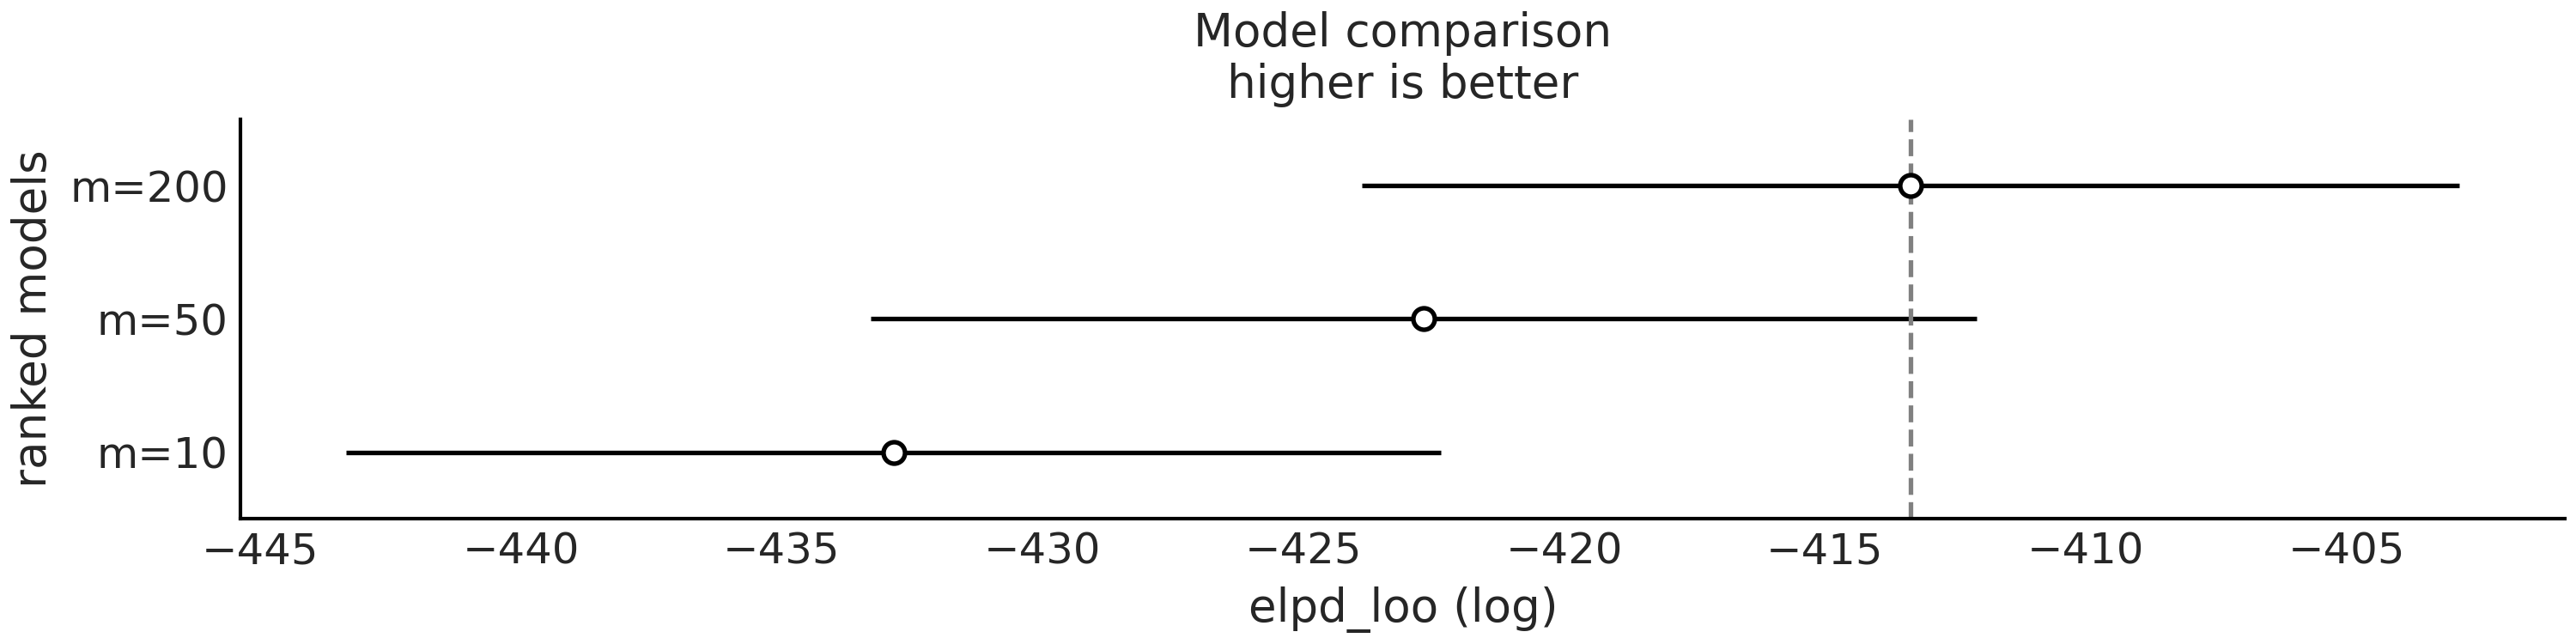 Model comparison
higher is better
ranked models
m=200
m=50
m=10
−445 −440 −435 −430 −425 −420 −415 −410 −405
elpd_loo (log)